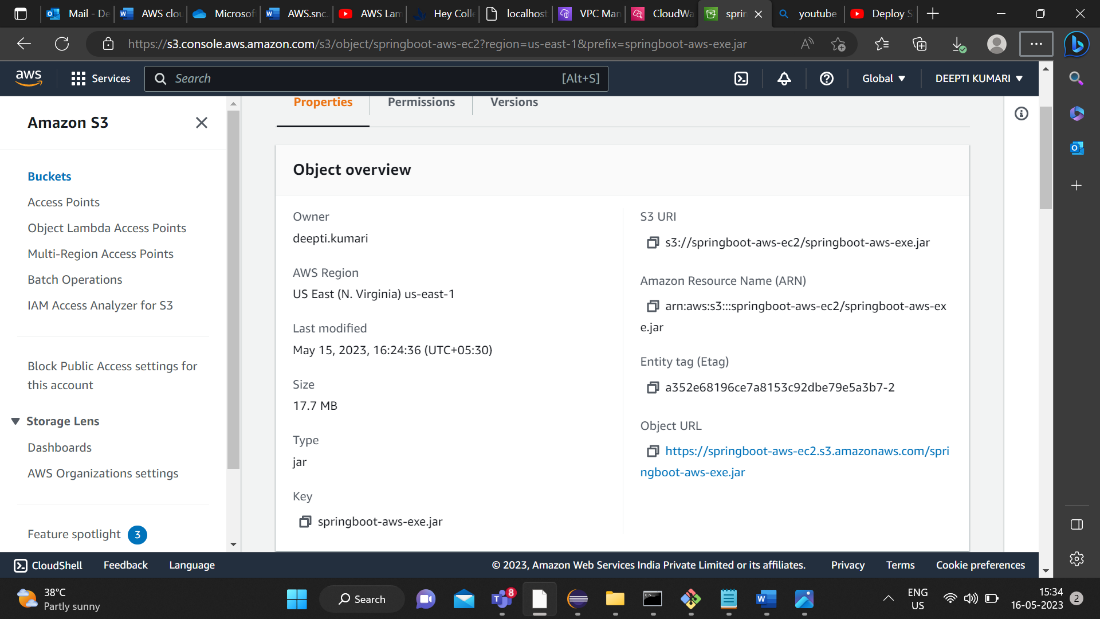 Mail - De
AWS clou
Microsof
AWS.snc
AWS Lam
Hey Coll
localhost
VPC Mar
CloudWa
sprir
youtube
Deploy S
https://s3.console.aws.amazon.com/s3/object/springboot-aws-ec2?region=us-east-1&prefix=springboot-aws-exe.jar
aws
Services
Search
[Alt+S]
Global
DEEPTI KUMARI
Amazon S3
Buckets
Access Points
Object Lambda Access Points
Multi-Region Access Points
Batch Operations
IAM Access Analyzer for S3
Block Public Access settings for
this account
Storage Lens
Dashboards
AWS Organizations settings
Feature spotlight 3
Properties
Permissions
Versions
Object overview
Owner
deepti.kumari
AWS Region
US East (N. Virginia) us-east-1
Last modified
May 15, 2023, 16:24:36 (UTC+05:30)
Size
17.7 MB
Type
jar
Key
springboot-aws-exe.jar
S3 URI
s3://springboot-aws-ec2/springboot-aws-exe.jar
Amazon Resource Name (ARN)
arn:aws:s3:::springboot-aws-ec2/springboot-aws-ex
e.jar
Entity tag (Etag)
a352e68196ce7a8153c92dbe79e5a3b7-2
Object URL
https://springboot-aws-ec2.s3.amazonaws.com/spri
ngboot-aws-exe.jar
CloudShell
Feedback
Language
© 2023, Amazon Web Services India Private Limited or its affiliates.
Privacy
Terms
Cookie preferences
38°C
Partly sunny
Search
8
ENG
US
15:34
16-05-2023
2